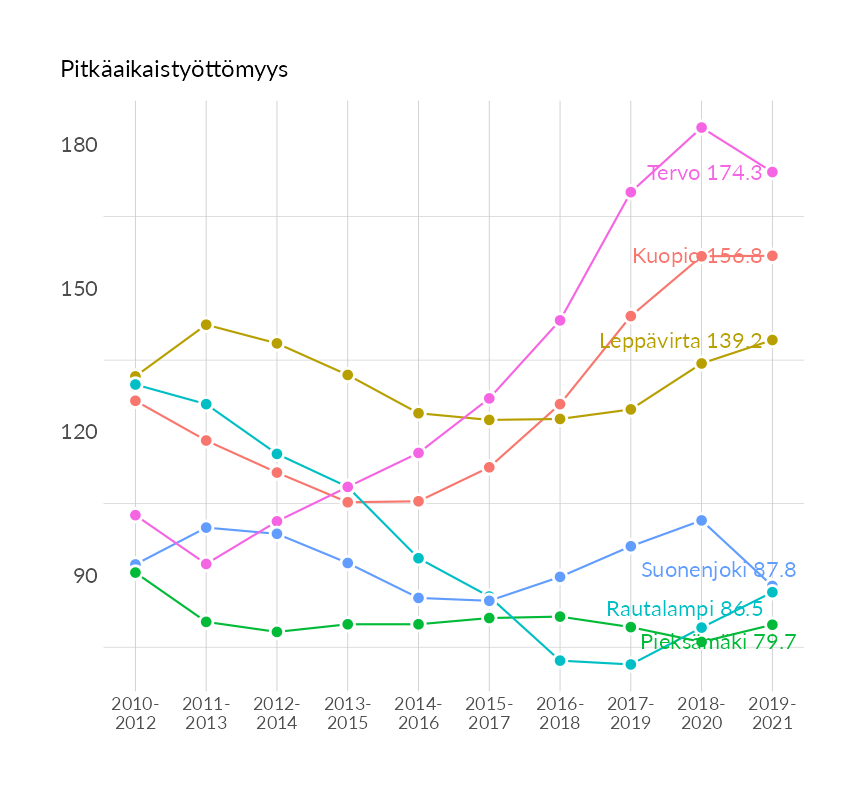 Pitkäaikaistyöttömyys
180
150
120
90
Tervo 174.3
Kuopio 156.8
Leppävirta 139.2
Suonenjoki 87.8
Rautalampi 86.5
Pieksämäki 79.7
2010- 2011- 2012- 2013- 2014- 2015- 2016- 2017- 2018- 2019-
2012 2013 2014 2015 2016 2017 2018 2019 2020 2021